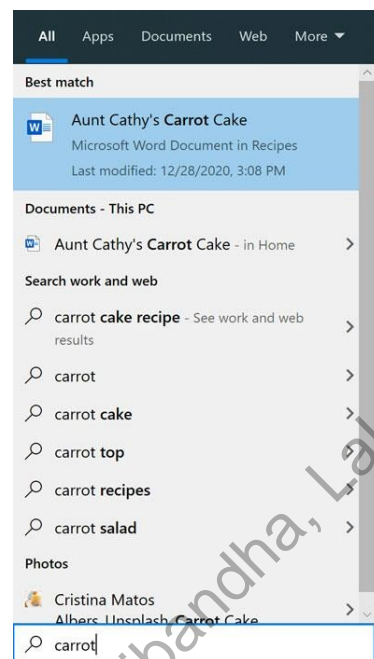 All Apps Documents Web More
Best match
Aunt Cathy's Carrot Cake
Microsoft Word Document in Recipes
Last modified: 12/28/2020, 3:08 PM
Documents - This PC
Aunt Cathy's Carrot Cake - in Home
Search work and web
carrot cake recipe - See work and web
results
carrot
carrot cake
carrot top
carrot recipes
carrot salad
Photos
Cristina Matos
Albers Unsplash Carrot Cake
carrot